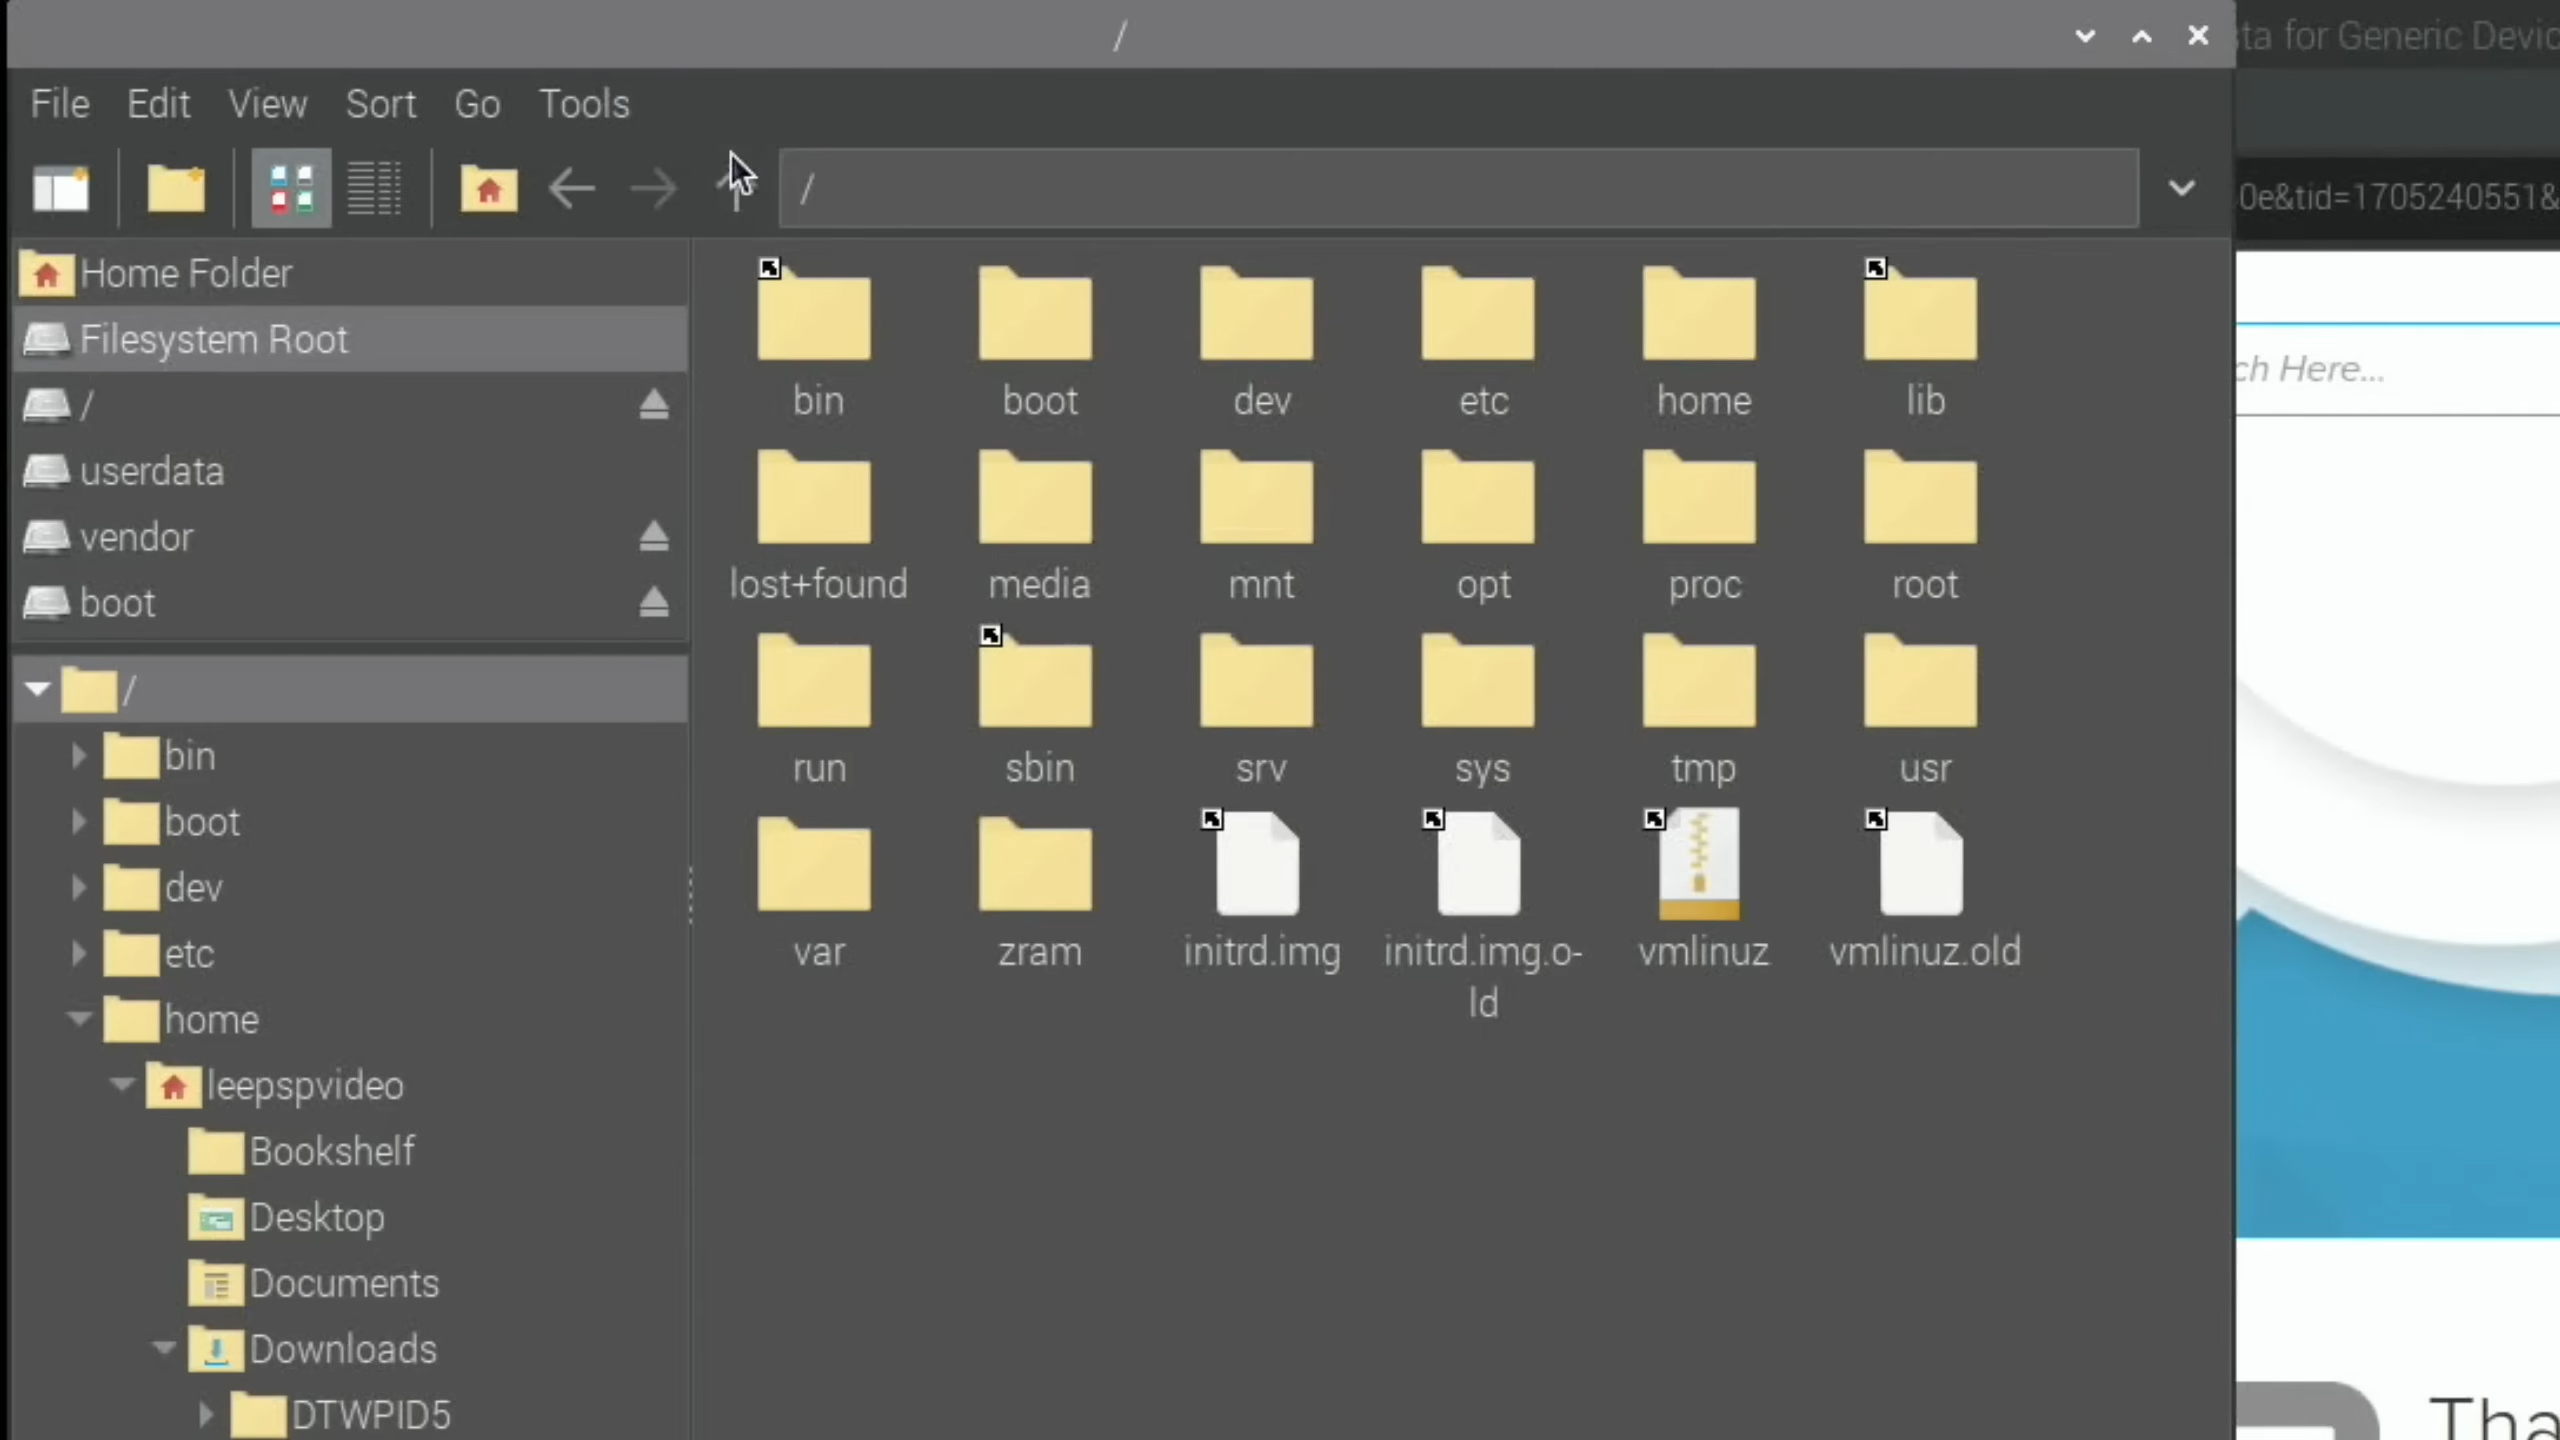 /
ta for Generic Devic
File Edit View Sort Go Tools
/
0e&tid=1705240551&
Home Folder
Filesystem Root
/
userdata
vendor
boot
/
bin
boot
dev
etc
home
leepspvideo
Bookshelf
Desktop
Documents
Downloads
DTWPID5
bin boot dev etc home lib
lost+found media mnt opt proc root
run sbin srv sys tmp usr
var zram initrd.img initrd.img.o- vmlinuz vmlinuz.old
ld
ch Here...
Tha